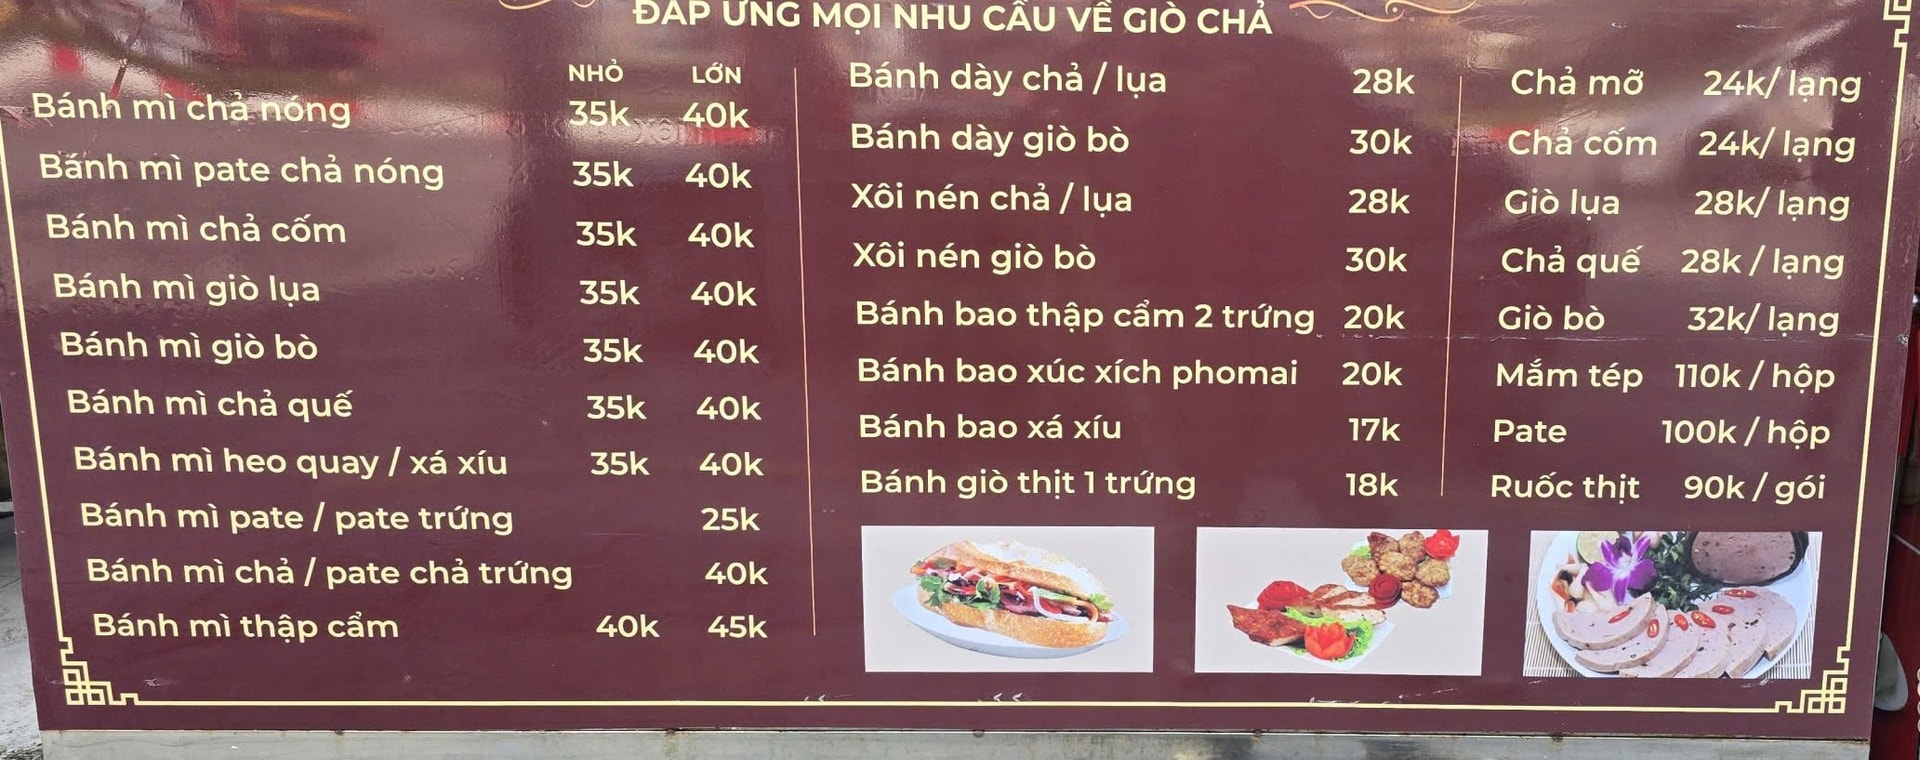 ĐÁP ỨNG MỌI NHU CẦU VỀ GIÒ CHẢ
NHỎ LỚN
Bánh mì chả nóng 35k 40k
Bánh mì pate chả nóng 35k 40k
Bánh mì chả cốm 35k 40k
Bánh mì giò lụa 35k 40k
Bánh mì giò bò 35k 40k
Bánh mì chả quế 35k 40k
Bánh mì heo quay / xá xíu 35k 40k
Bánh mì pate / pate trứng 25k
Bánh mì chả / pate chả trứng 40k
Bánh mì thập cẩm 40k 45k
Bánh dày chả / lụa 28k
Bánh dày giò bò 30k
Xôi nén chả / lụa 28k
Xôi nén giò bò 30k
Bánh bao thập cẩm 2 trứng 20k
Bánh bao xúc xích phomai 20k
Bánh bao xá xíu 17k
Bánh giò thịt 1 trứng 18k
Chả mỡ 24k/ lạng
Chả cốm 24k/ lạng
Giò lụa 28k/ lạng
Chả quế 28k / lạng
Giò bò 32k/ lạng
Mắm tép 110k / hộp
Pate 100k / hộp
Ruốc thịt 90k / gói